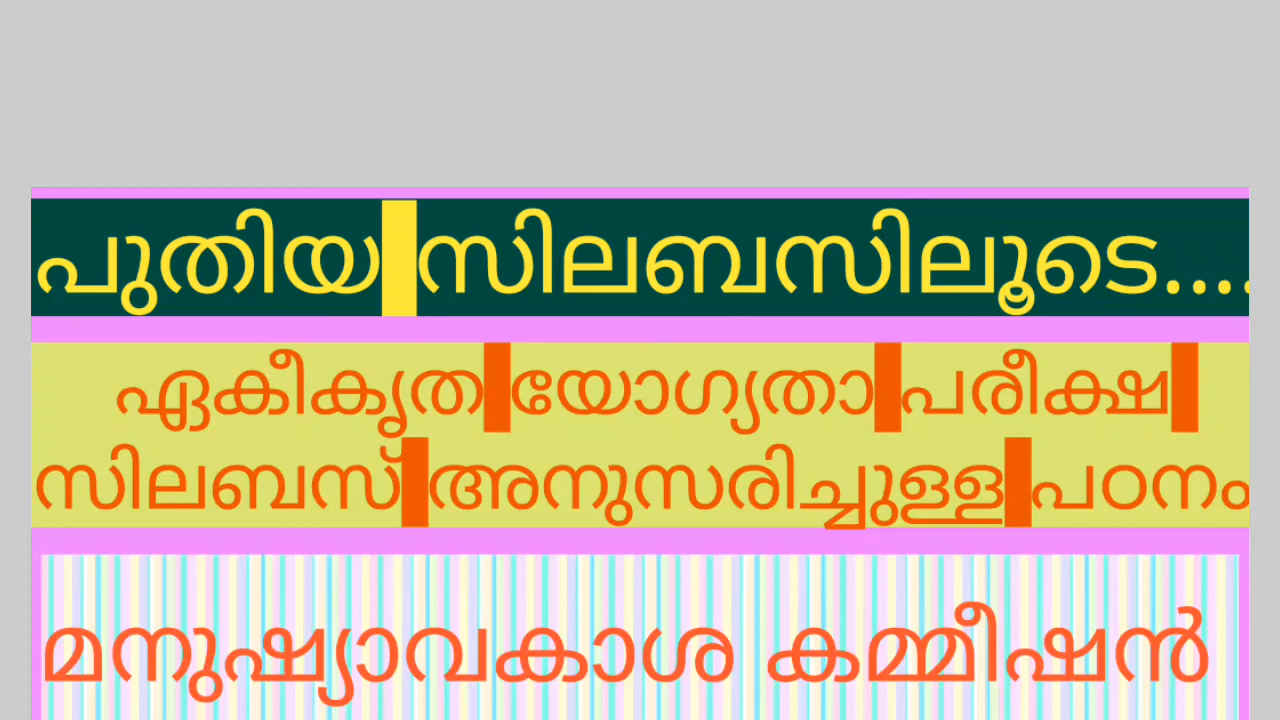 പുതിയ സിലബസിലൂടെ....
ഏകീകൃത യോഗ്യതാ പരീക്ഷ
സിലബസ് അനുസരിച്ചുള്ള പഠനം
മനുഷ്യാവകാശ കമ്മീഷൻ